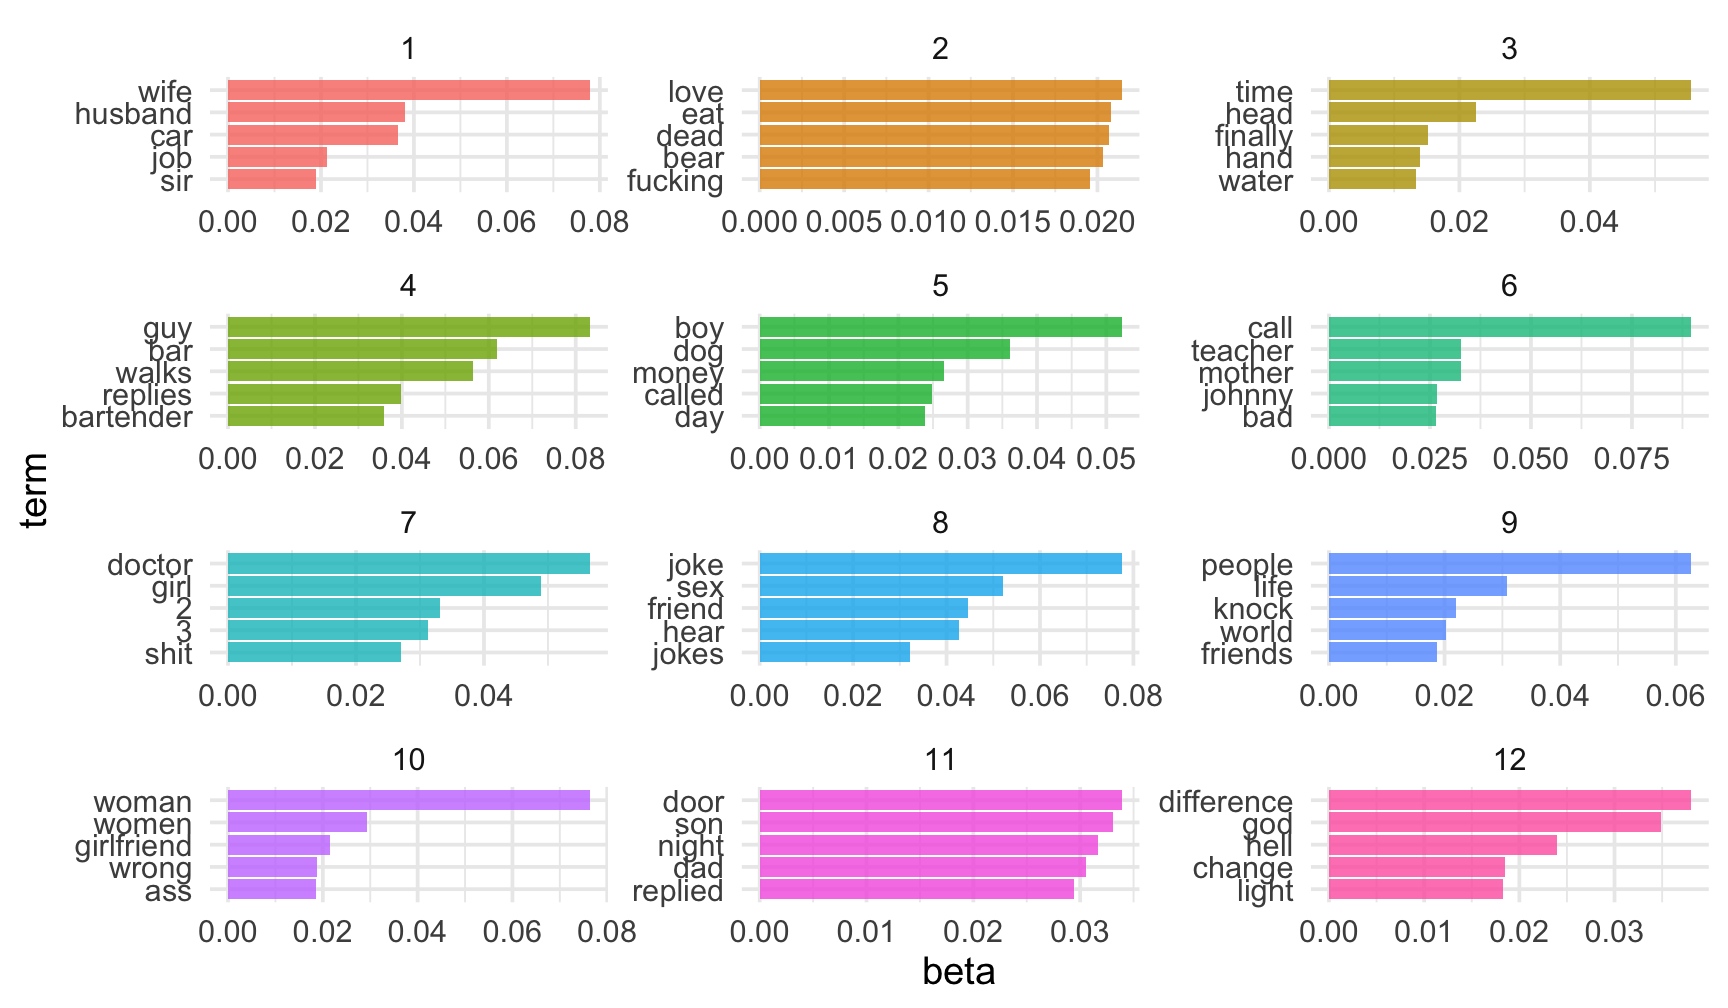 1
wife
husband
car
job
sir
0.00 0.02 0.04 0.06 0.08
2
love
eat
dead
bear
fucking
0.000 0.005 0.010 0.015 0.020
3
time
head
finally
hand
water
0.00 0.02 0.04
4
guy
bar
walks
replies
bartender
0.00 0.02 0.04 0.06 0.08
5
boy
dog
money
called
day
0.00 0.01 0.02 0.03 0.04 0.05
6
call
teacher
mother
johnny
bad
0.000 0.025 0.050 0.075
7
doctor
girl
2
3
shit
0.00 0.02 0.04
8
joke
sex
friend
hear
jokes
0.00 0.02 0.04 0.06 0.08
9
people
life
knock
world
friends
0.00 0.02 0.04 0.06
10
woman
women
girlfriend
wrong
ass
0.00 0.02 0.04 0.06 0.08
11
door
son
night
dad
replied
0.00 0.01 0.02 0.03
12
difference
god
hell
change
light
0.00 0.01 0.02 0.03
term
beta